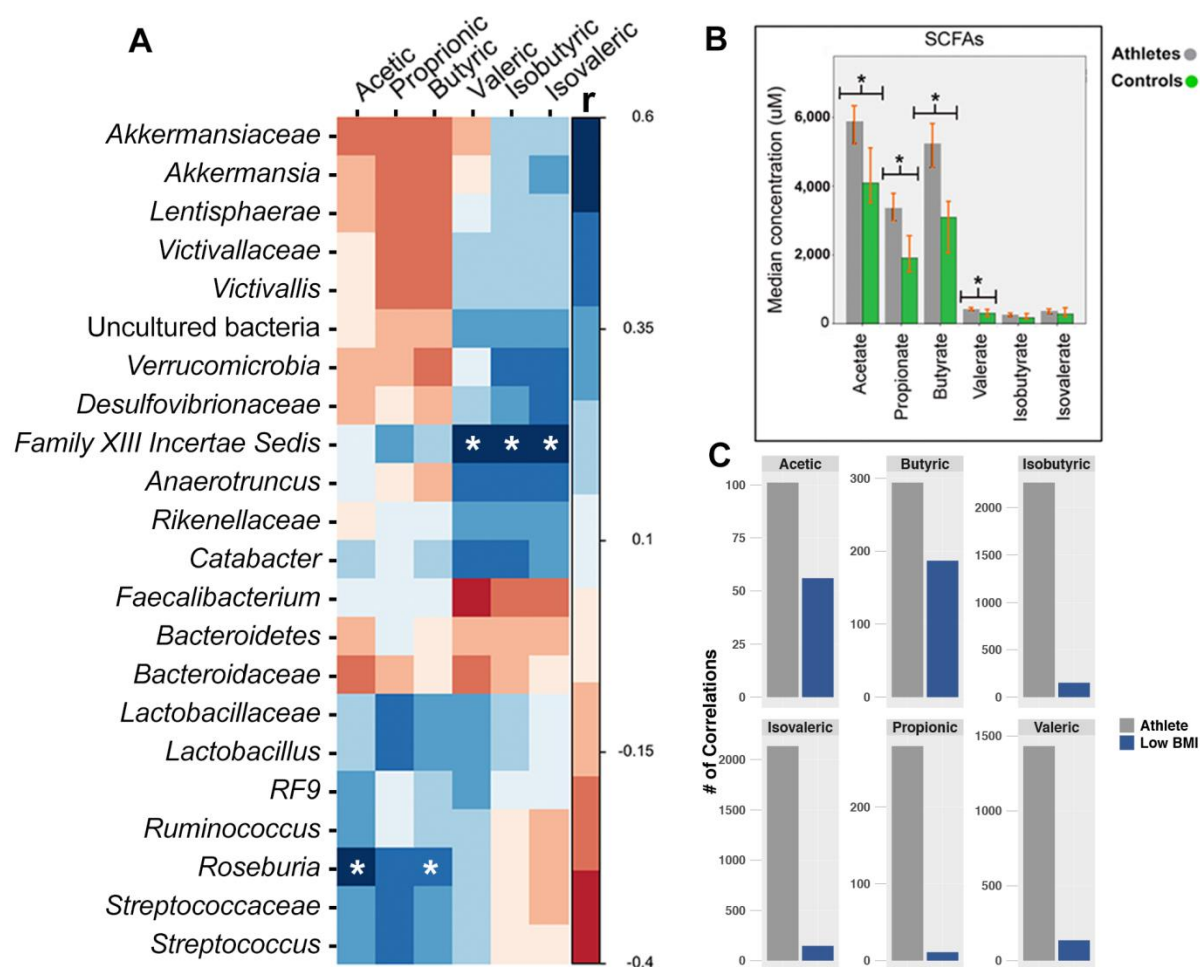 A
Acetic
Proprionic
Butyric
Valeric
Isobutyric
Isovaleric
r
Akkermansiaceae
Akkermansia
Lentisphaerae
Victivallaceae
Victivallis
Uncultured bacteria
Verrucomicrobia
Desulfovibrionaceae
Family XIII Incertae Sedis
Anaerotruncus
Rikenellaceae
Catabacter
Faecalibacterium
Bacteroidetes
Bacteroidaceae
Lactobacillaceae
Lactobacillus
RF9
Ruminococcus
Roseburia
Streptococcaceae
Streptococcus
* * *
* *
0.6
0.35
0.1
-0.15
-0.4
B
SCFAs
Athletes
Controls
Median concentration (uM)
6,000
4,000
2,000
0
* * * *
Acetate
Propionate
Butyrate
Valerate
Isobutyrate
Isovalerate
C
# of Correlations
Acetic
100
75
50
25
0
Butyric
300
200
100
0
Isobutyric
2000
1500
1000
500
0
Isovaleric
2000
1500
1000
500
0
Propionic
200
100
0
Valeric
1500
1000
500
0
Athlete
Low BMI